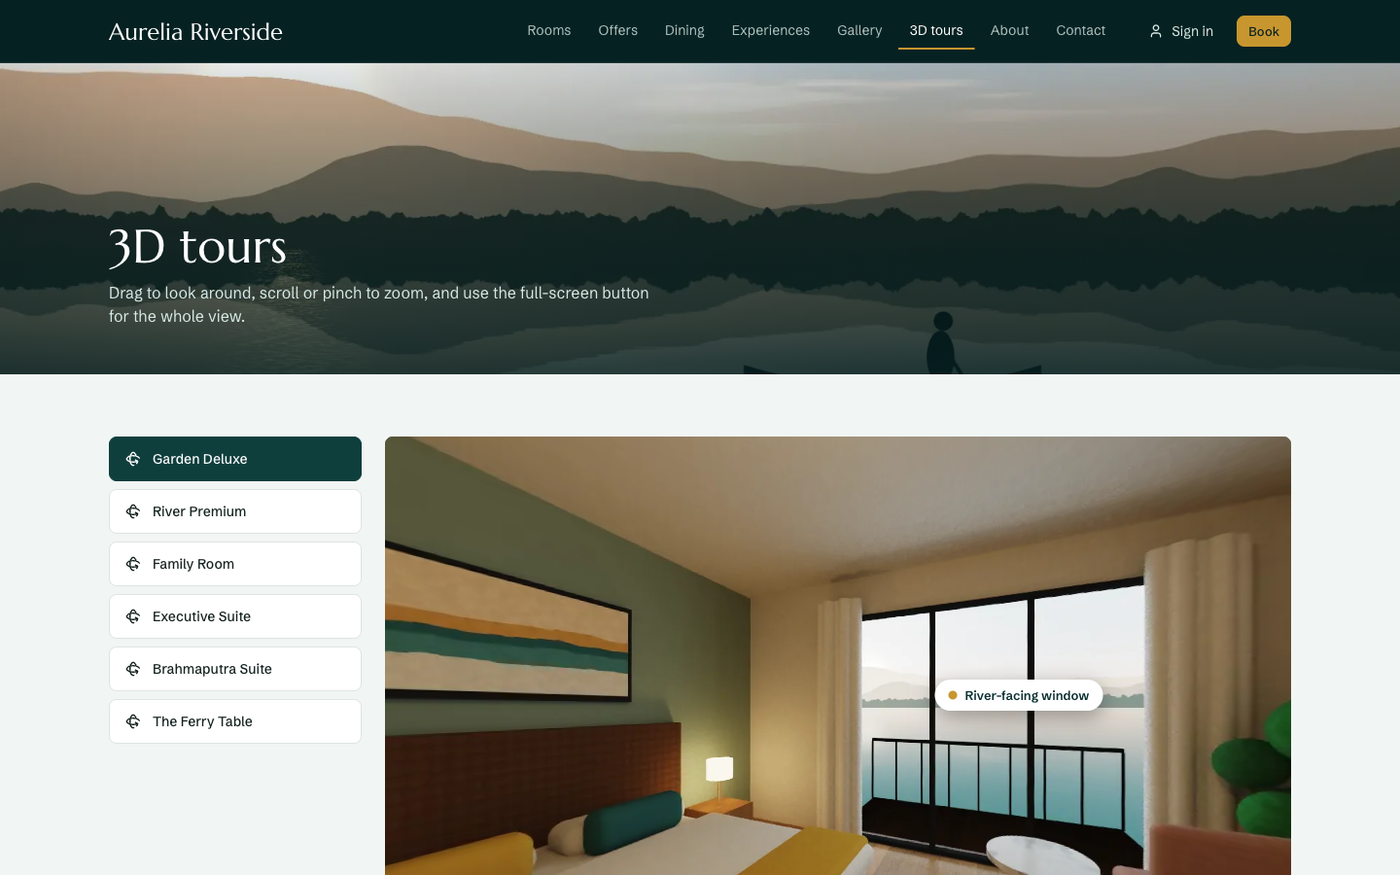 Aurelia Riverside
Rooms
Offers
Dining
Experiences
Gallery
3D tours
About
Contact
Sign in
Book
3D tours
Drag to look around, scroll or pinch to zoom, and use the full-screen button
for the whole view.
Garden Deluxe
River Premium
Family Room
Executive Suite
Brahmaputra Suite
The Ferry Table
River-facing window